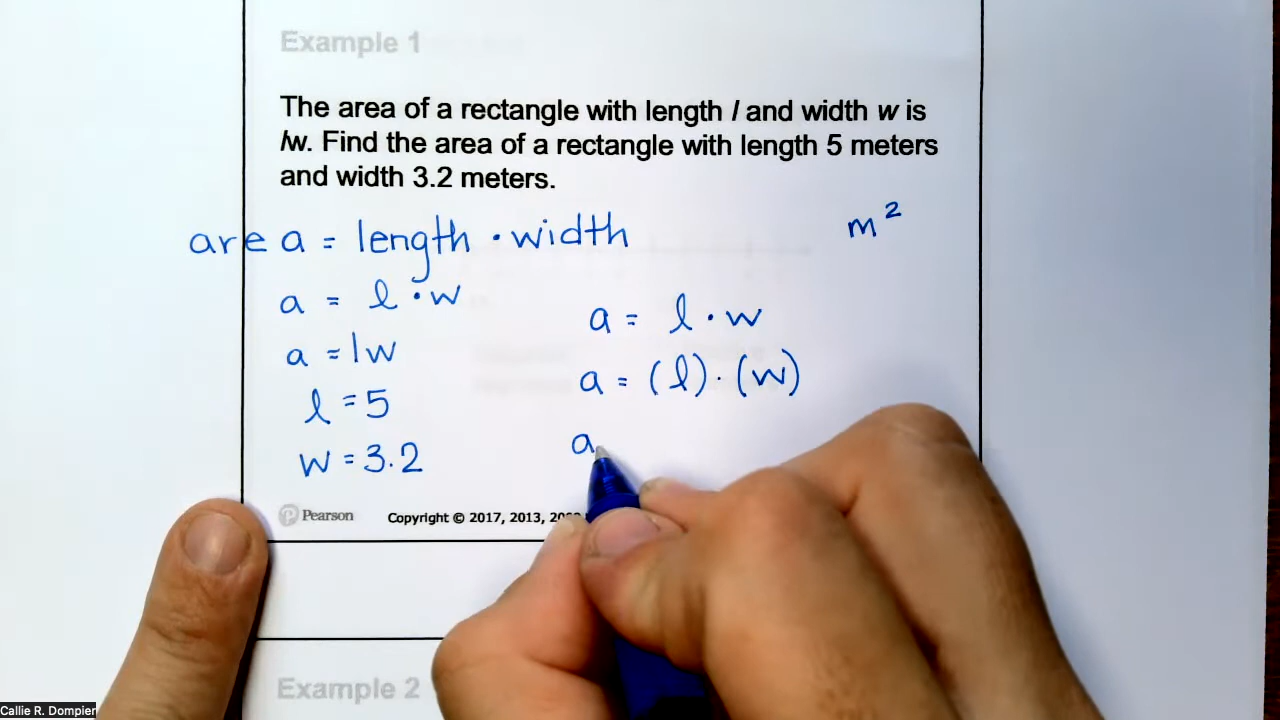 Example 1
The area of a rectangle with length l and width w is
lw. Find the area of a rectangle with length 5 meters
and width 3.2 meters.
m²
area a = length · width
a = l · w
a = lw
l = 5
w = 3.2
a = l · w
a = (l) · (w)
a
Pearson
Copyright © 2017, 2013,
Example 2
Callie R. Dompier